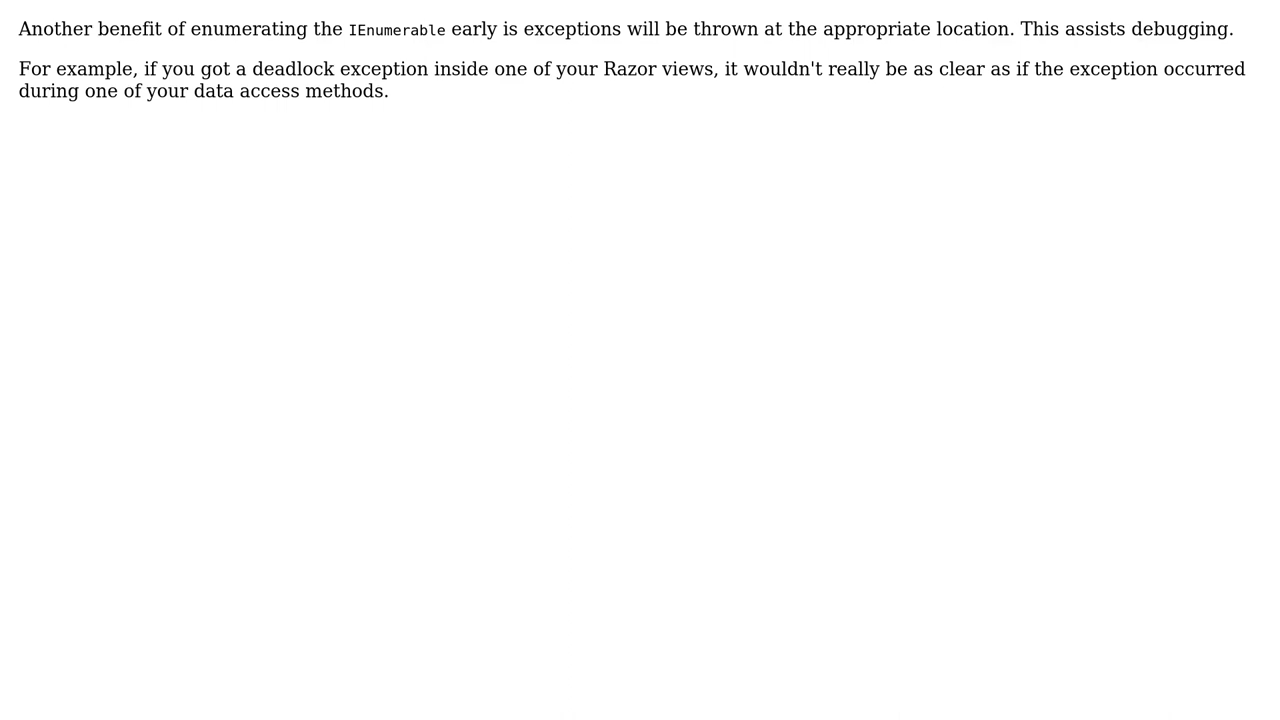 Another benefit of enumerating the IEnumerable early is exceptions will be thrown at the appropriate location. This assists debugging.
For example, if you got a deadlock exception inside one of your Razor views, it wouldn't really be as clear as if the exception occurred
during one of your data access methods.